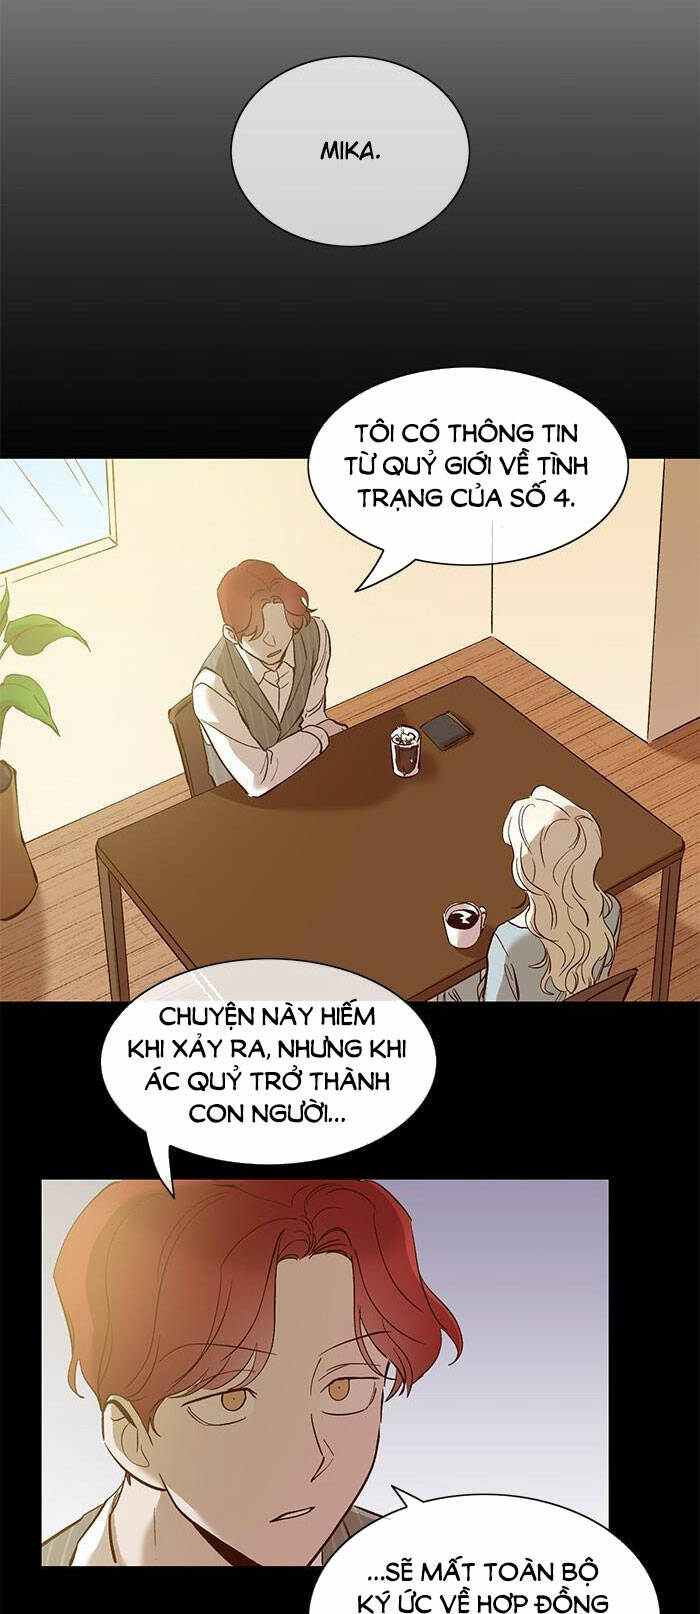 MIKA.
TÔI CÓ THÔNG TIN
TỪ QUỶ GIỚI VỀ TÌNH
TRẠNG CỦA SỐ 4.
CHUYỆN NÀY HIẾM
KHI XẢY RA, NHƯNG KHI
ÁC QUỶ TRỞ THÀNH
CON NGƯỜI...
...SẼ MẤT TOÀN BỘ
KÝ ỨC VỀ HỢP ĐỒNG